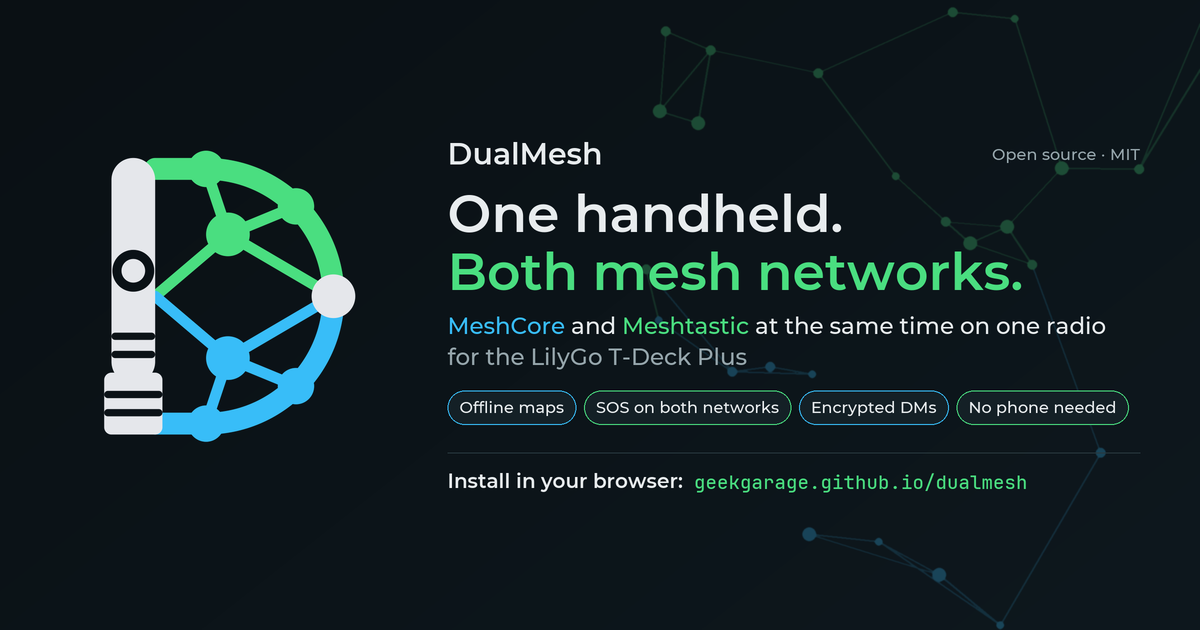 DualMesh
Open source · MIT
One handheld.
Both mesh networks.
MeshCore and Meshtastic at the same time on one radio
for the LilyGo T-Deck Plus
Offline maps
SOS on both networks
Encrypted DMs
No phone needed
Install in your browser: geekgarage.github.io/dualmesh